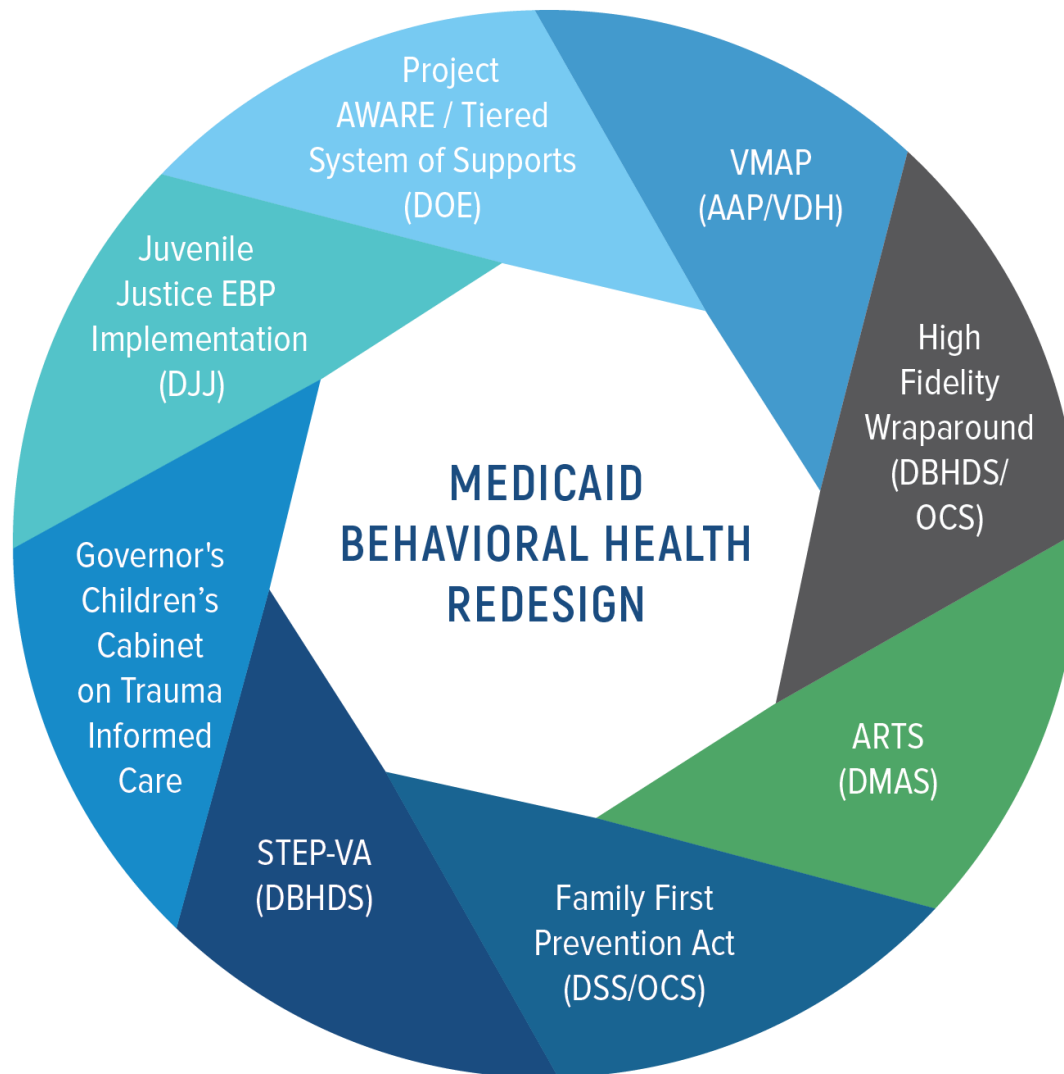 Project
AWARE / Tiered
System of Supports
(DOE)
VMAP
(AAP/VDH)
High
Fidelity
Wraparound
(DBHDS/
OCS)
ARTS
(DMAS)
Family First
Prevention Act
(DSS/OCS)
STEP-VA
(DBHDS)
Governor's
Children’s
Cabinet
on Trauma
Informed
Care
Juvenile
Justice EBP
Implementation
(DJJ)
MEDICAID
BEHAVIORAL HEALTH
REDESIGN